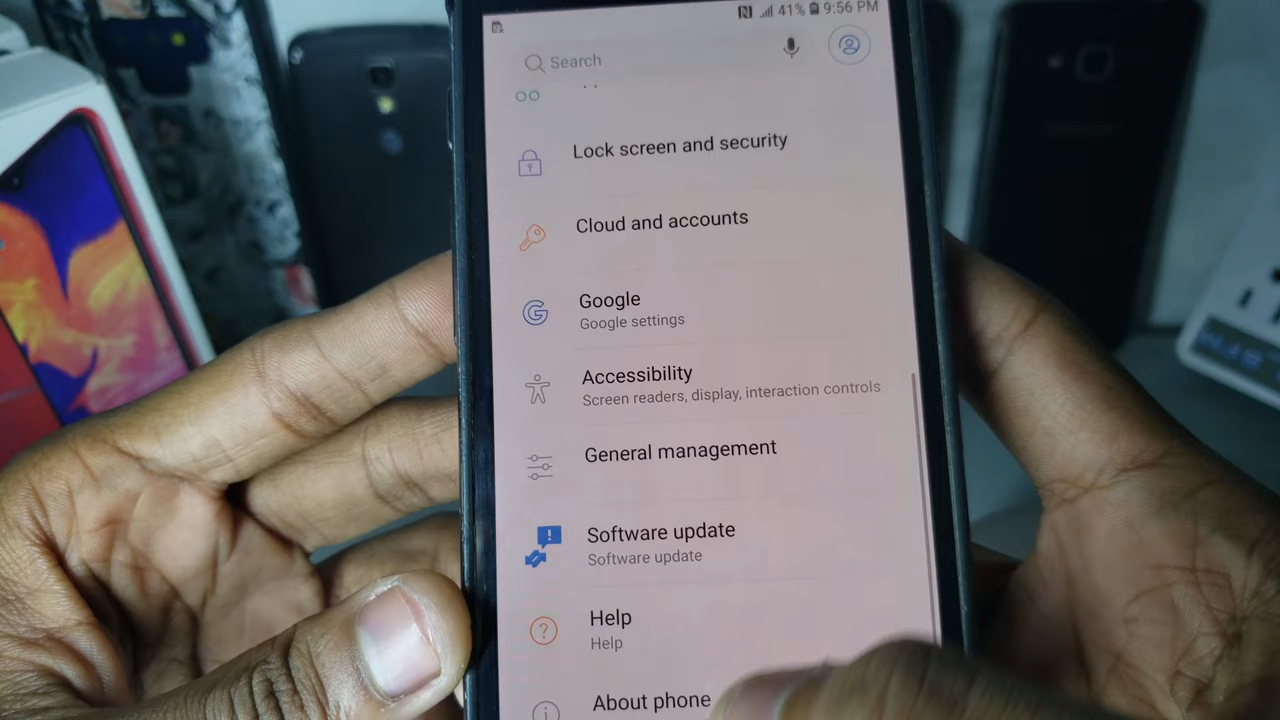 41% 9:56 PM
Search
Lock screen and security
Cloud and accounts
Google
Google settings
Accessibility
Screen readers, display, interaction controls
General management
Software update
Software update
Help
Help
About phone